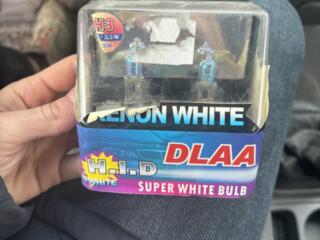 H3
55W
XENON WHITE
DLAA
H.I.D
WHITE
SUPER WHITE BULB